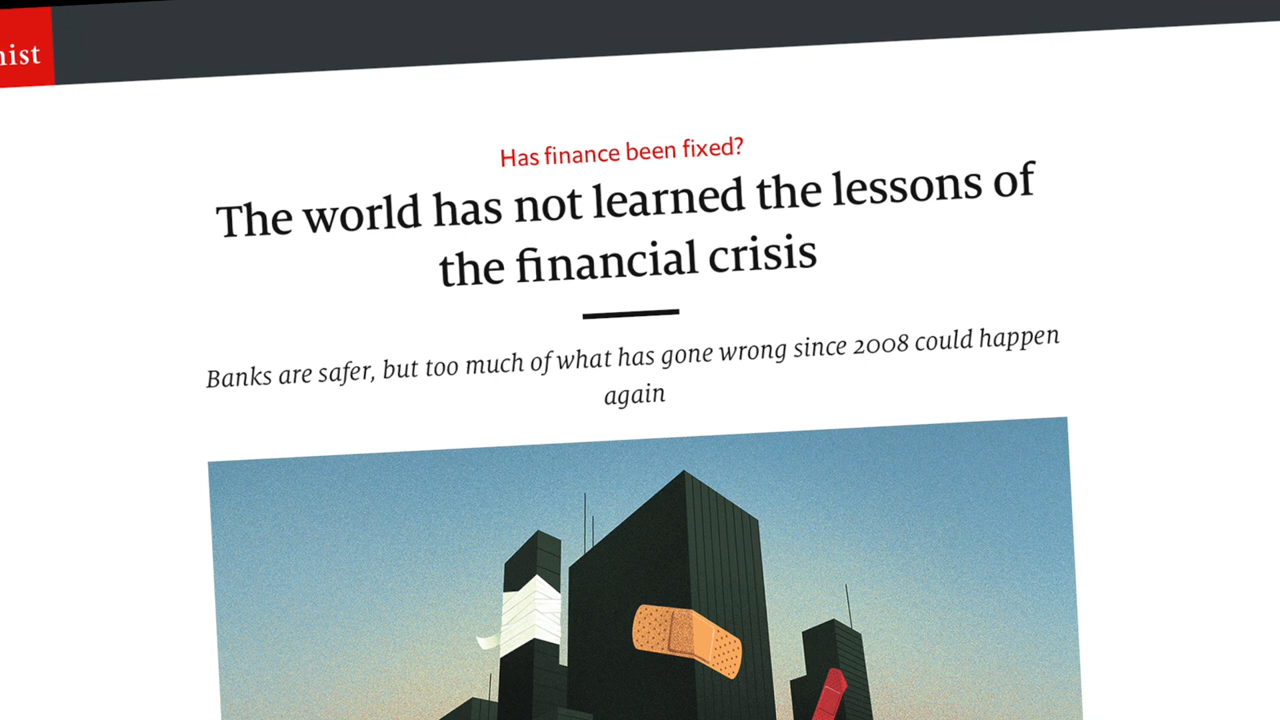 nist
Has finance been fixed?
The world has not learned the lessons of
the financial crisis
Banks are safer, but too much of what has gone wrong since 2008 could happen
again